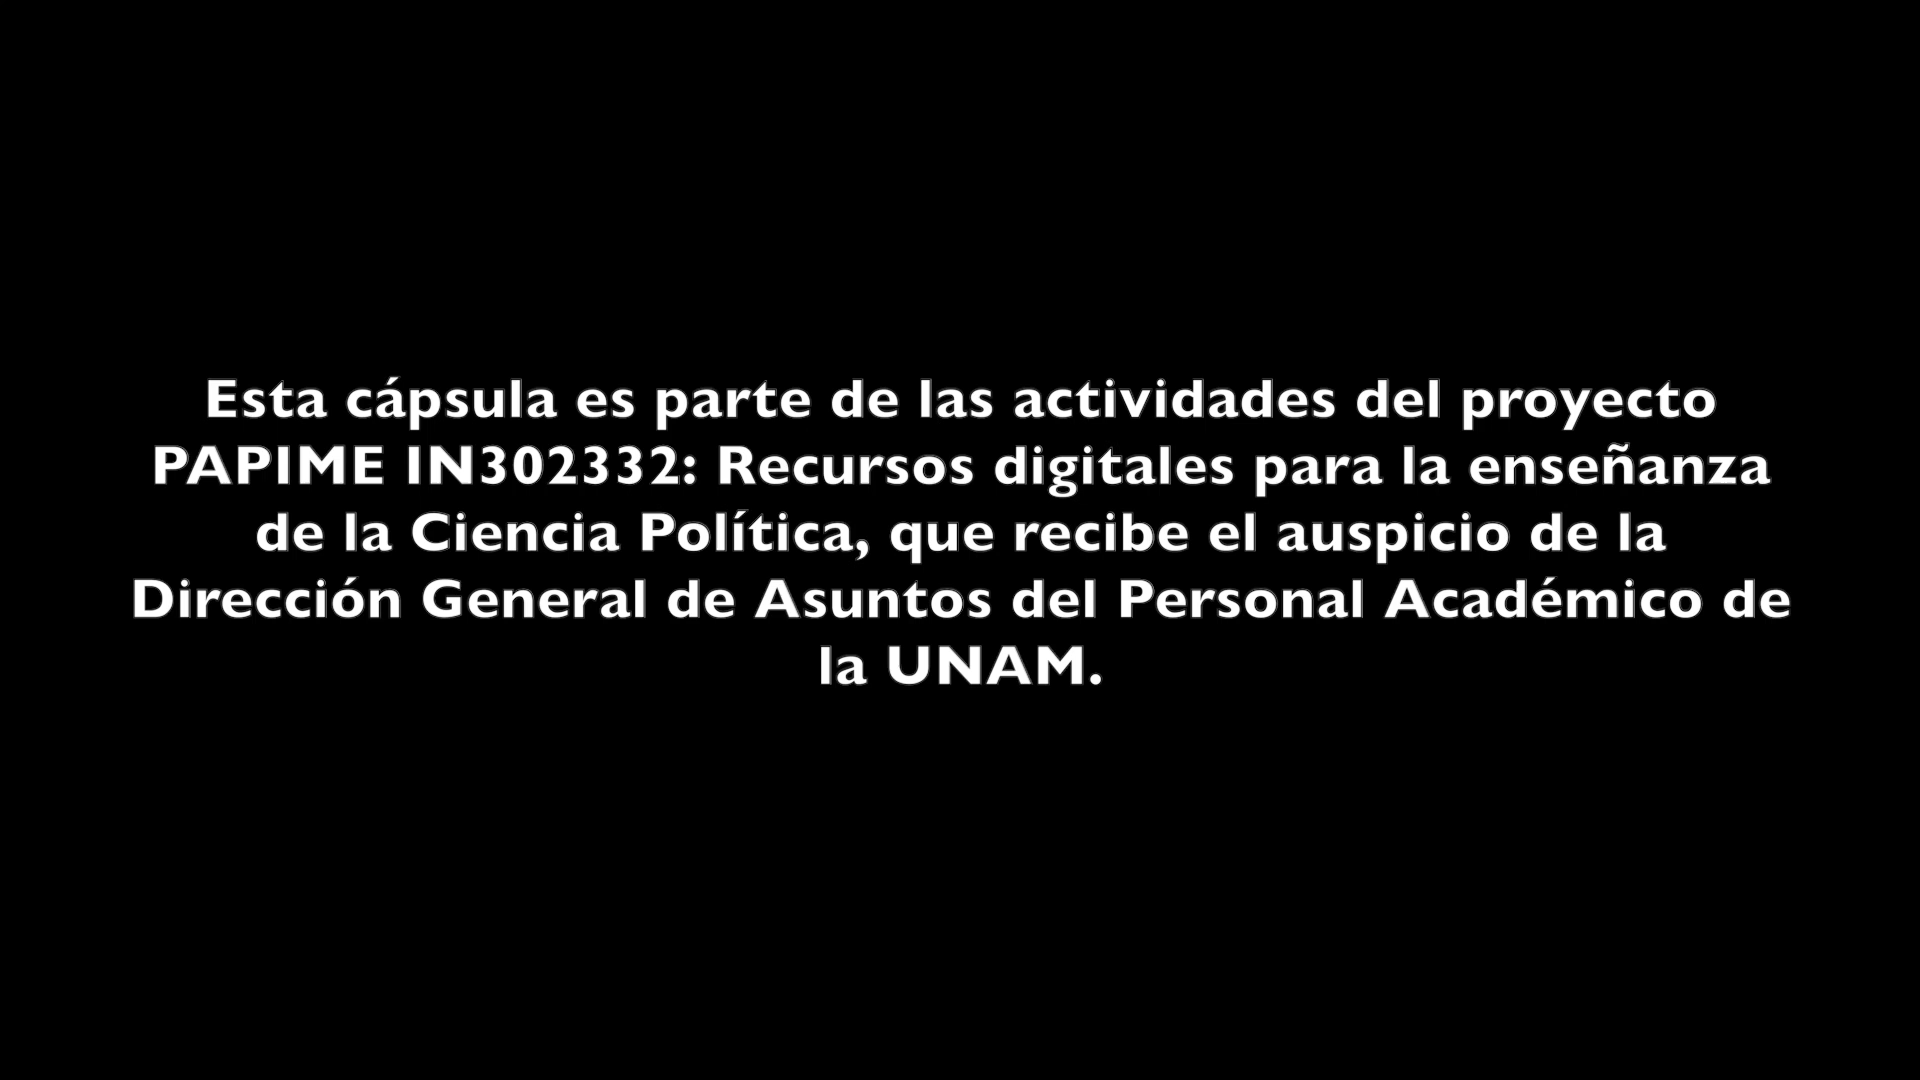 Esta cápsula es parte de las actividades del proyecto
PAPIME IN302332: Recursos digitales para la enseñanza
de la Ciencia Política, que recibe el auspicio de la
Dirección General de Asuntos del Personal Académico de
la UNAM.